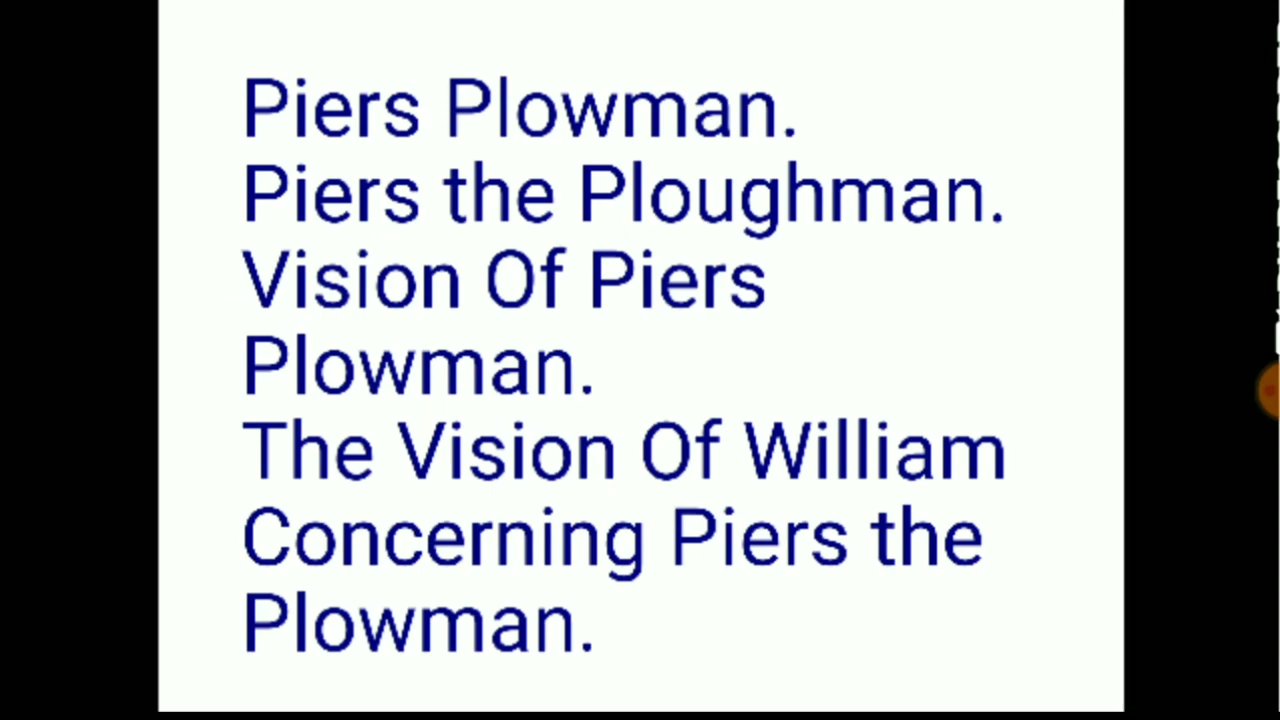 Piers Plowman.
Piers the Ploughman.
Vision Of Piers
Plowman.
The Vision Of William
Concerning Piers the
Plowman.